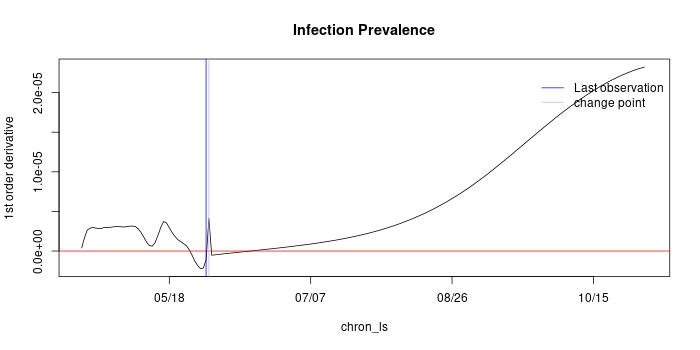 Infection Prevalence
1st order derivative
2.0e-05
1.0e-05
0.0e+00
Last observation
change point
05/18
07/07
08/26
10/15
chron_ls